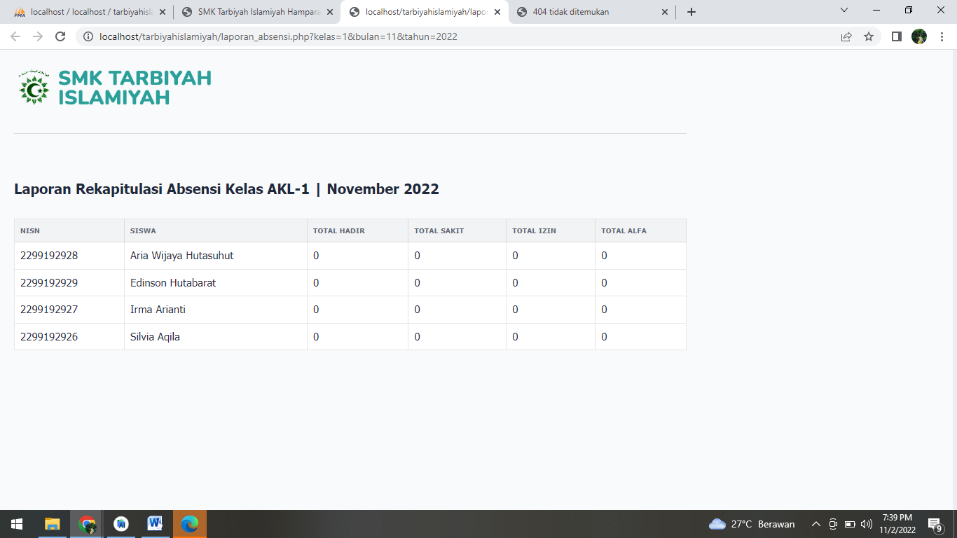 localhost / localhost / tarbiyahisla
SMK Tarbiyah Islamiyah Hampara
localhost/tarbiyahislamiyah/lapor
404 tidak ditemukan
localhost/tarbiyahislamiyah/laporan_absensi.php?kelas=1&bulan=11&tahun=2022
SMK TARBIYAH
ISLAMIYAH
Laporan Rekapitulasi Absensi Kelas AKL-1 | November 2022
NISN SISWA TOTAL HADIR TOTAL SAKIT TOTAL IZIN TOTAL ALFA
2299192928 Aria Wijaya Hutasuhut 0 0 0 0
2299192929 Edinson Hutabarat 0 0 0 0
2299192927 Irma Arianti 0 0 0 0
2299192926 Silvia Aqila 0 0 0 0
27°C Berawan
7:39 PM
11/2/2022
9